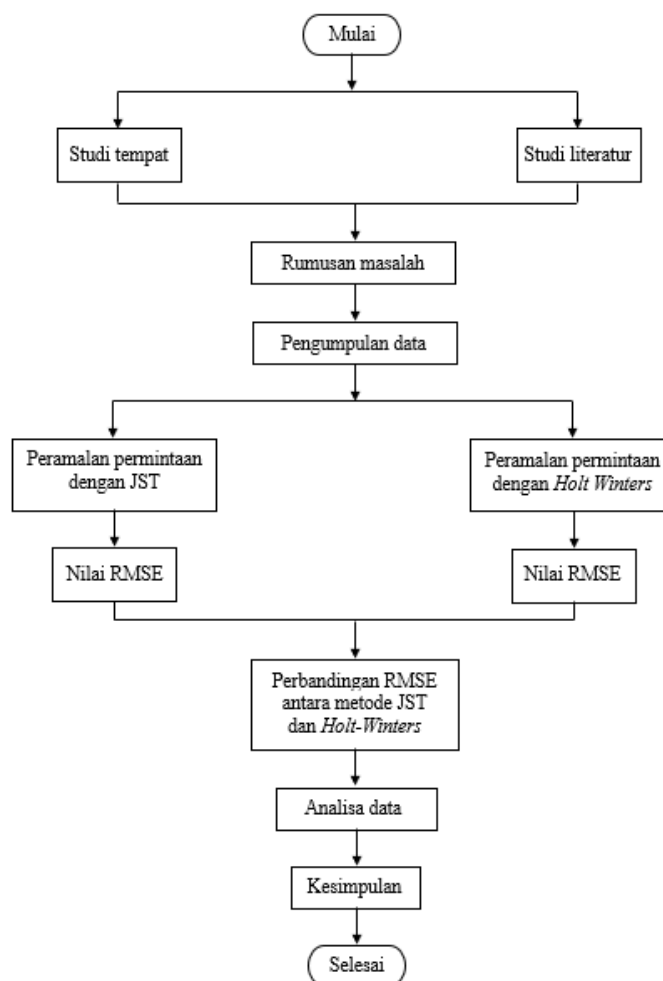 Mulai
Studi tempat
Studi literatur
Rumusan masalah
Pengumpulan data
Peramalan permintaan
dengan JST
Peramalan permintaan
dengan Holt Winters
Nilai RMSE
Nilai RMSE
Perbandingan RMSE
antara metode JST
dan Holt-Winters
Analisa data
Kesimpulan
Selesai